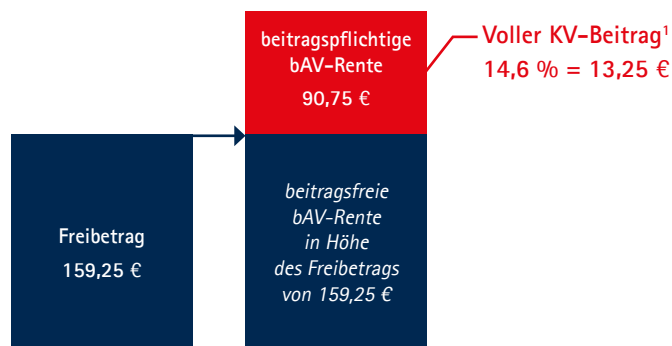 beitragspflichtige
bAV-Rente
90,75 €
Voller KV-Beitrag¹
14,6 % = 13,25 €
Freibetrag
159,25 €
beitragsfreie
bAV-Rente
in Höhe
des Freibetrags
von 159,25 €